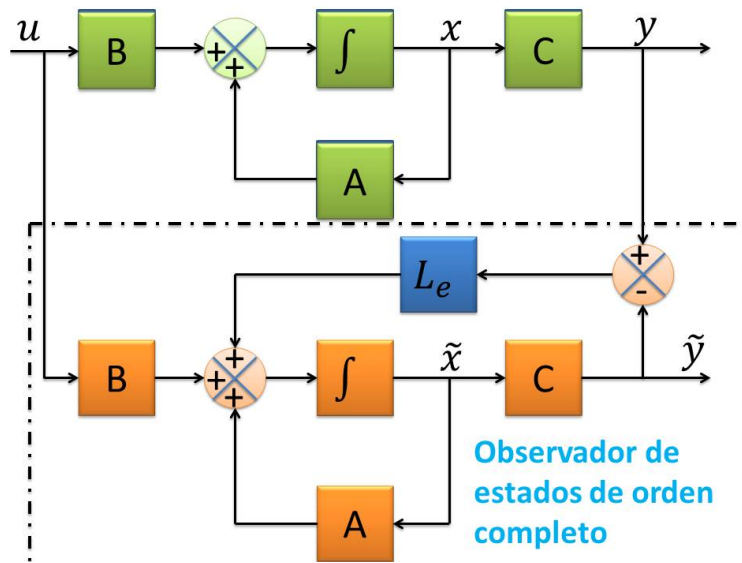 u
B
+
+
∫
x
C
y
A
+
-
L_e
B
+
+
+
∫
x̃
C
ỹ
A
Observador de
estados de orden
completo